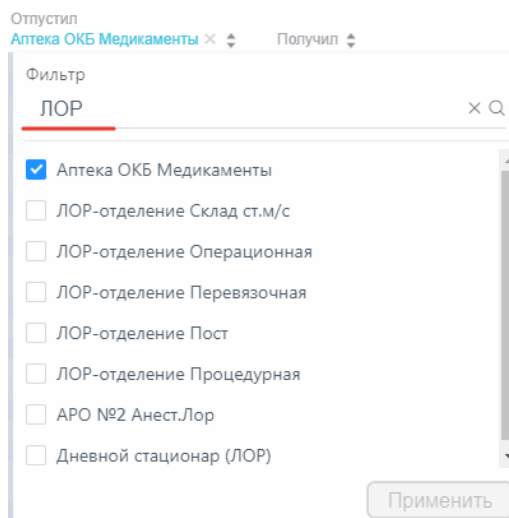 Отпустил
Аптека ОКБ Медикаменты Получил
Фильтр
ЛОР
Аптека ОКБ Медикаменты
ЛОР-отделение Склад ст.м/с
ЛОР-отделение Операционная
ЛОР-отделение Перевязочная
ЛОР-отделение Пост
ЛОР-отделение Процедурная
АРО №2 Анест.Лор
Дневной стационар (ЛОР)
Применить